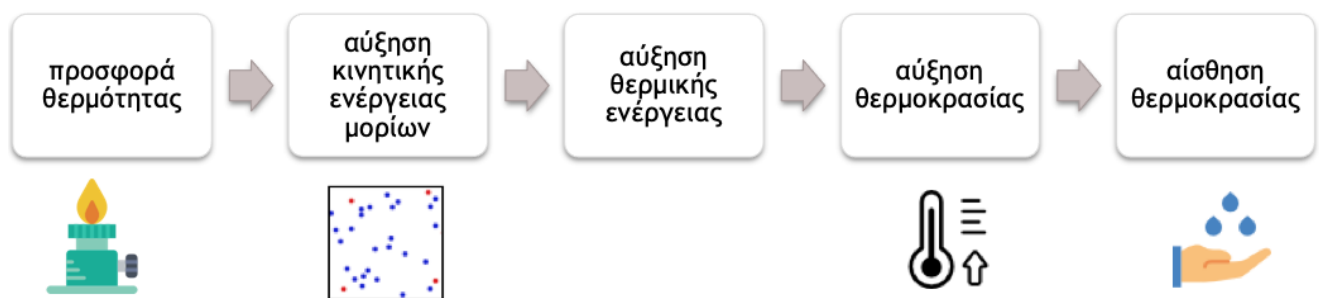 προσφορά
θερμότητας
αύξηση
κινητικής
ενέργειας
μορίων
αύξηση
θερμικής
ενέργειας
αύξηση
θερμοκρασίας
αίσθηση
θερμοκρασίας